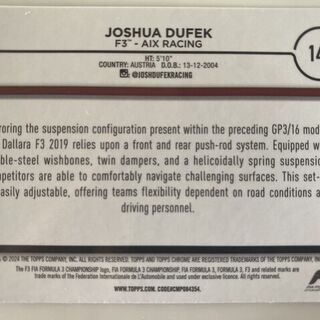 JOSHUA DUFEK
F3™ - AIX RACING
14
HT: 5'10"
COUNTRY: AUSTRIA D.O.B.: 13-12-2004
@JOSHDUFEKRACING
roring the suspension configuration present within the preceding GP3/16 mod
Dallara F3 2019 relies upon a front and rear push-rod system. Equipped w
ble-steel wishbones, twin dampers, and a helicoidally spring suspension
petitors are able to comfortably navigate challenging surfaces. This set-
easily adjustable, offering teams flexibility dependent on road conditions a
driving personnel.
© 2024 THE TOPPS COMPANY, INC. ALL RIGHTS RESERVED. TOPPS AND TOPPS CHROME ARE REGISTERED TRADEMARKS OF THE TOPPS COMPANY, INC.
The F3 FIA FORMULA 3 CHAMPIONSHIP logo, FIA FORMULA 3 CHAMPIONSHIP, FIA FORMULA 3, FORMULA 3, F3 and related marks are
trade marks of the Federation Internationale de l'Automobile and used under exclusive licence. All rights reserved.
WWW.TOPPS.COM. CODE#CMP084354.